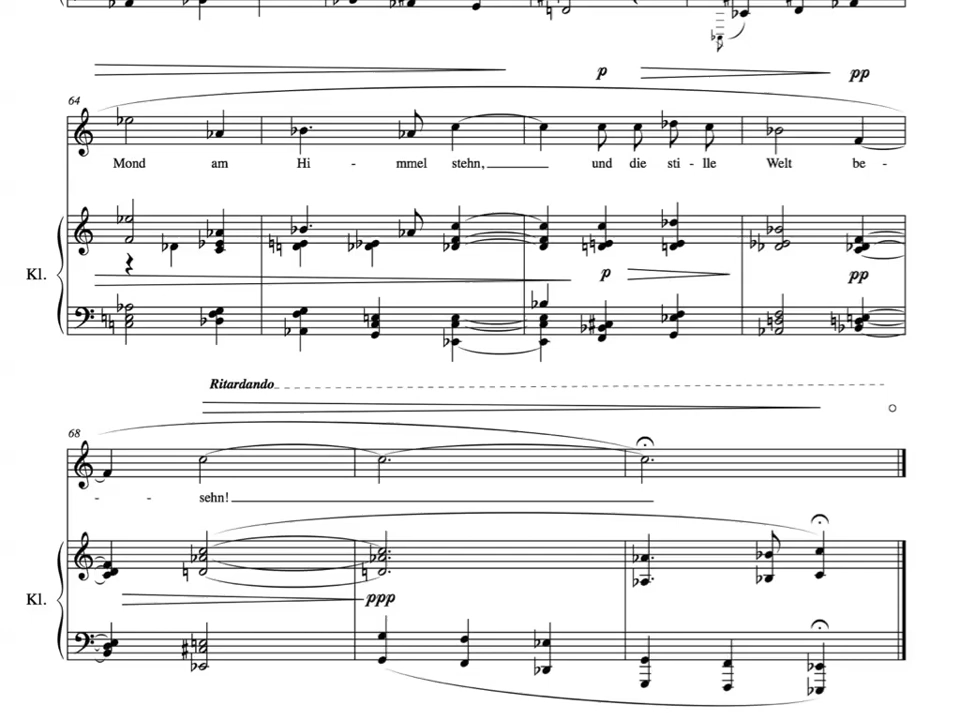 p pp
64
Mond am Hi - mmel stehn, und die sti - lle Welt be -
Kl.
p pp
Ritardando
68
- - sehn!
Kl.
ppp